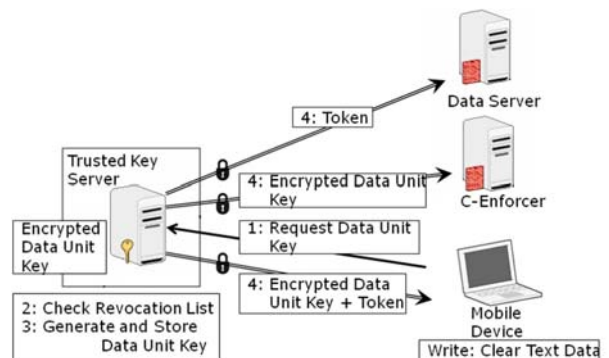 Data Server
4: Token
Trusted Key
Server
C-Enforcer
4: Encrypted Data Unit
Key
1: Request Data Unit
Key
Encrypted
Data Unit
Key
4: Encrypted Data
Unit Key + Token
Mobile
Device
2: Check Revocation List
3: Generate and Store
Data Unit Key
Write: Clear Text Data